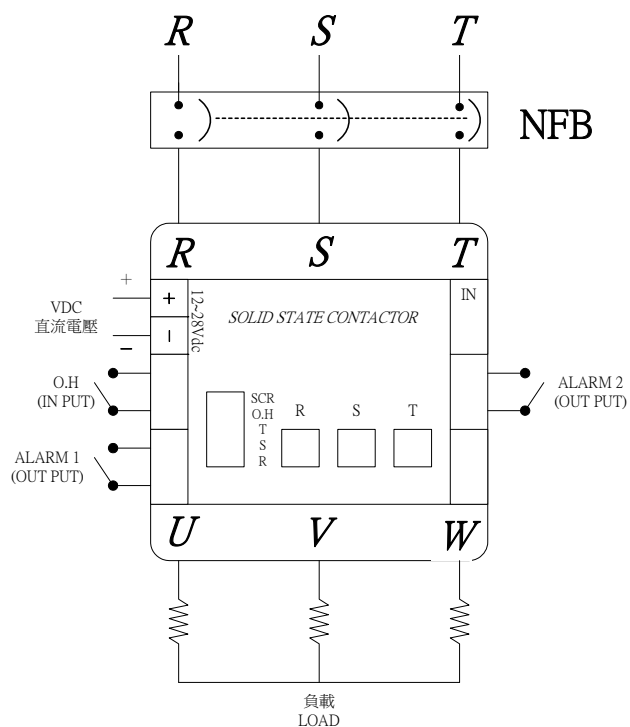 R S T
NFB
R S T
+
VDC
直流電壓
−
+
−
12~28Vdc
SOLID STATE CONTACTOR
IN
O.H
(IN PUT)
ALARM 1
(OUT PUT)
SCR
O.H
T
S
R
R S T
ALARM 2
(OUT PUT)
U V W
負載
LOAD